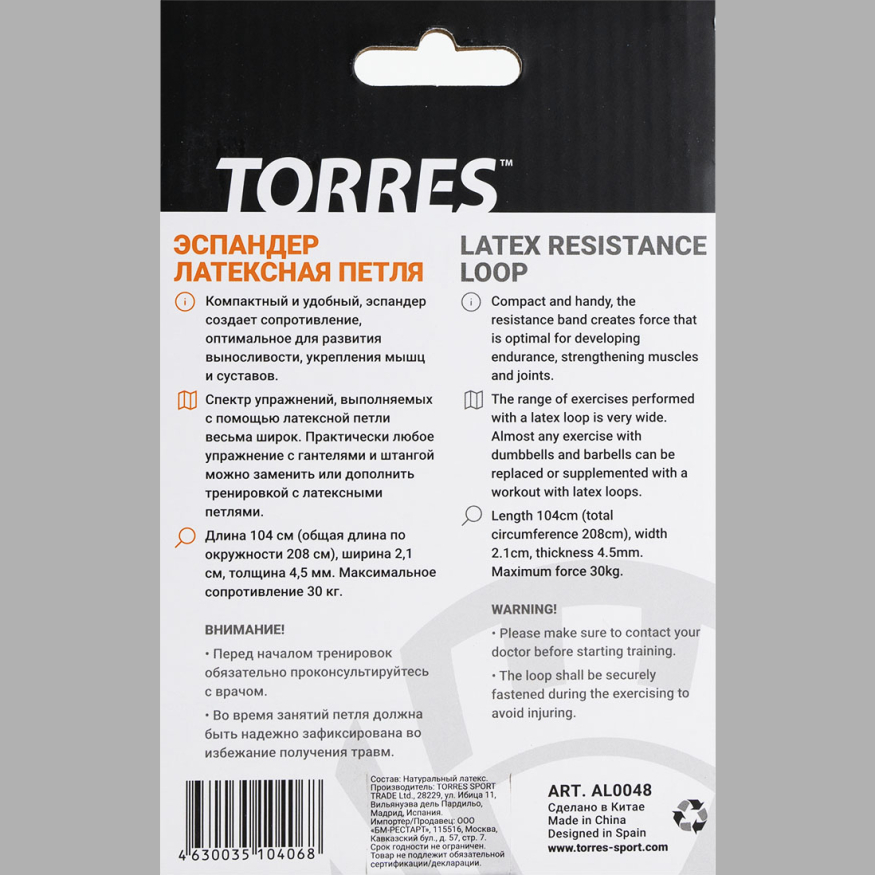 TORRES™
ЭСПАНДЕР
ЛАТЕКСНАЯ ПЕТЛЯ
Компактный и удобный, эспандер
создает сопротивление,
оптимальное для развития
выносливости, укрепления мышц
и суставов.
Спектр упражнений, выполняемых
с помощью латексной петли
весьма широк. Практически любое
упражнение с гантелями и штангой
можно заменить или дополнить
тренировкой с латексными
петлями.
Длина 104 см (общая длина по
окружности 208 см), ширина 2,1
см, толщина 4,5 мм. Максимальное
сопротивление 30 кг.
ВНИМАНИЕ!
• Перед началом тренировок
обязательно проконсультируйтесь
с врачом.
• Во время занятий петля должна
быть надежно зафиксирована во
избежание получения травм.
LATEX RESISTANCE
LOOP
Compact and handy, the
resistance band creates force that
is optimal for developing
endurance, strengthening muscles
and joints.
The range of exercises performed
with a latex loop is very wide.
Almost any exercise with
dumbbells and barbells can be
replaced or supplemented with a
workout with latex loops.
Length 104cm (total
circumference 208cm), width
2.1cm, thickness 4.5mm.
Maximum force 30kg.
WARNING!
• Please make sure to contact your
doctor before starting training.
• The loop shall be securely
fastened during the exercising to
avoid injuring.
4 630035 104068
Состав: Натуральный латекс.
Производитель: TORRES SPORT
TRADE Ltd., 28229, ул. Ибица 11,
Вильянуэва дель Пардильо,
Мадрид, Испания.
Импортер/Продавец: ООО
«БМ-РЕСТАРТ», 115516, Москва,
Кавказский бул., д. 57, стр. 7.
Срок годности не ограничен.
Товар не подлежит обязательной
сертификации/декларации.
ART. AL0048
Сделано в Китае
Made in China
Designed in Spain
www.torres-sport.com